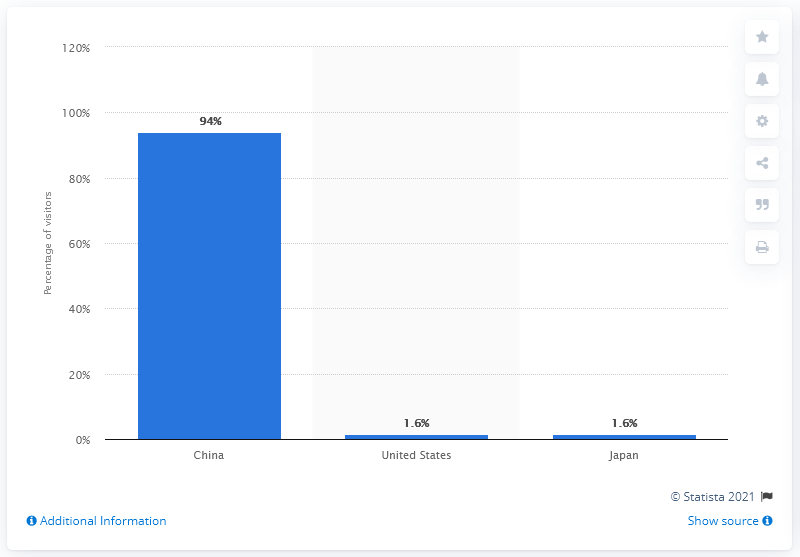 120%
100%
80%
60%
40%
20%
0%
Percentage of visitors
94%
1.6%
1.6%
China
United States
Japan
© Statista 2021
Additional Information
Show source